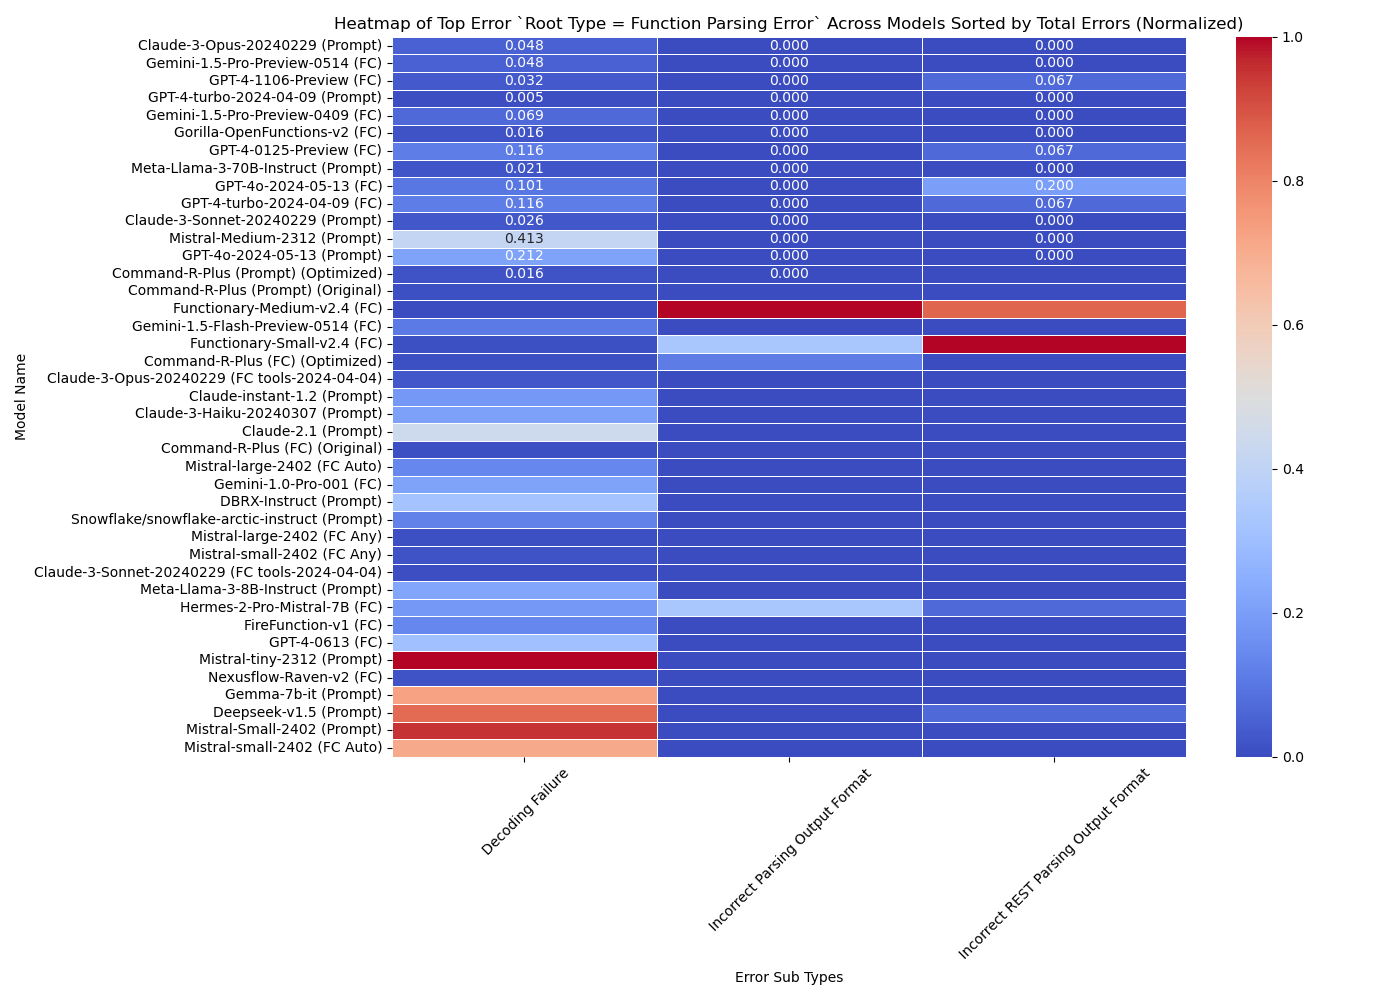 Heatmap of Top Error `Root Type = Function Parsing Error` Across Models Sorted by Total Errors (Normalized)
Claude-3-Opus-20240229 (Prompt) 0.048 0.000 0.000
Gemini-1.5-Pro-Preview-0514 (FC) 0.048 0.000 0.000
GPT-4-1106-Preview (FC) 0.032 0.000 0.067
GPT-4-turbo-2024-04-09 (Prompt) 0.005 0.000 0.000
Gemini-1.5-Pro-Preview-0409 (FC) 0.069 0.000 0.000
Gorilla-OpenFunctions-v2 (FC) 0.016 0.000 0.000
GPT-4-0125-Preview (FC) 0.116 0.000 0.067
Meta-Llama-3-70B-Instruct (Prompt) 0.021 0.000 0.000
GPT-4o-2024-05-13 (FC) 0.101 0.000 0.200
GPT-4-turbo-2024-04-09 (FC) 0.116 0.000 0.067
Claude-3-Sonnet-20240229 (Prompt) 0.026 0.000 0.000
Mistral-Medium-2312 (Prompt) 0.413 0.000 0.000
GPT-4o-2024-05-13 (Prompt) 0.212 0.000 0.000
Command-R-Plus (Prompt) (Optimized) 0.016 0.000
Command-R-Plus (Prompt) (Original)
Functionary-Medium-v2.4 (FC)
Gemini-1.5-Flash-Preview-0514 (FC)
Functionary-Small-v2.4 (FC)
Command-R-Plus (FC) (Optimized)
Claude-3-Opus-20240229 (FC tools-2024-04-04)
Claude-instant-1.2 (Prompt)
Claude-3-Haiku-20240307 (Prompt)
Claude-2.1 (Prompt)
Command-R-Plus (FC) (Original)
Mistral-large-2402 (FC Auto)
Gemini-1.0-Pro-001 (FC)
DBRX-Instruct (Prompt)
Snowflake/snowflake-arctic-instruct (Prompt)
Mistral-large-2402 (FC Any)
Mistral-small-2402 (FC Any)
Claude-3-Sonnet-20240229 (FC tools-2024-04-04)
Meta-Llama-3-8B-Instruct (Prompt)
Hermes-2-Pro-Mistral-7B (FC)
FireFunction-v1 (FC)
GPT-4-0613 (FC)
Mistral-tiny-2312 (Prompt)
Nexusflow-Raven-v2 (FC)
Gemma-7b-it (Prompt)
Deepseek-v1.5 (Prompt)
Mistral-Small-2402 (Prompt)
Mistral-small-2402 (FC Auto)
Model Name
Decoding Failure
Incorrect Parsing Output Format
Incorrect REST Parsing Output Format
Error Sub Types
1.0
0.8
0.6
0.4
0.2
0.0